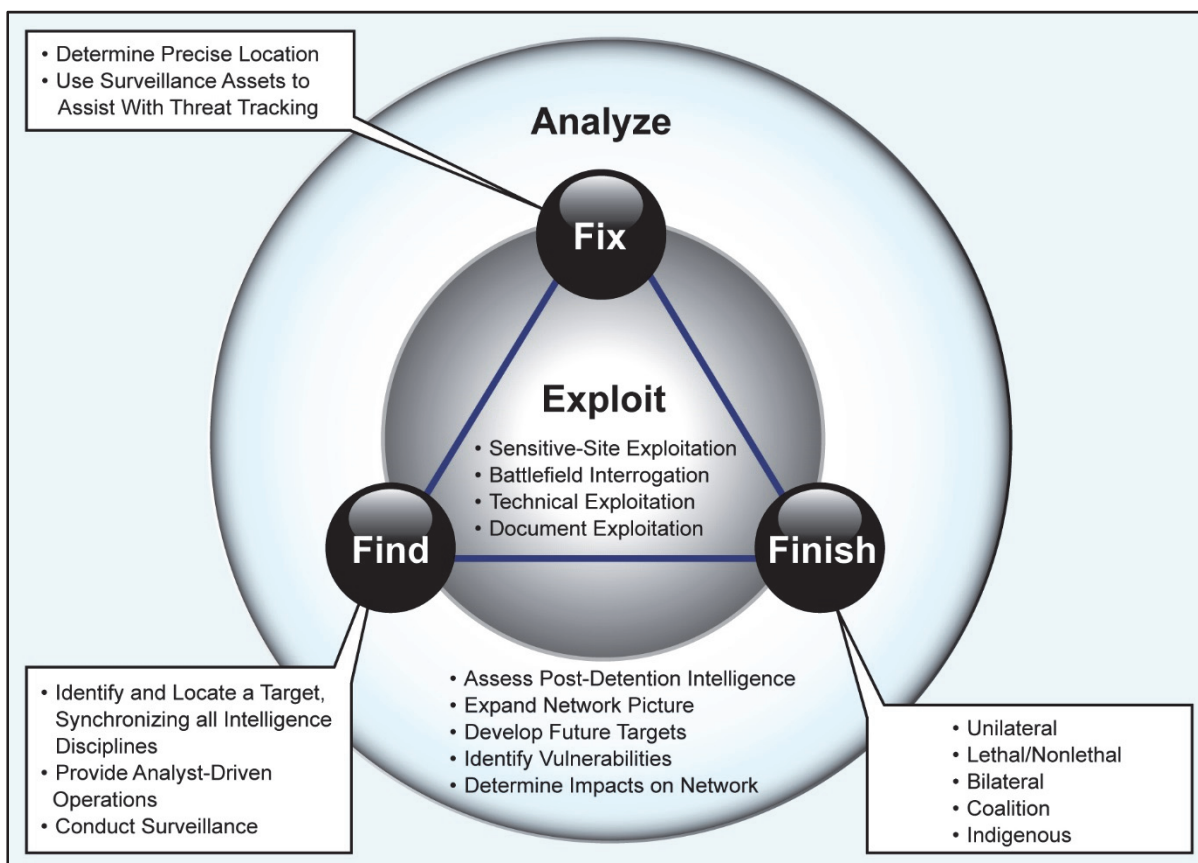 • Determine Precise Location
• Use Surveillance Assets to
Assist With Threat Tracking
Analyze
Fix
Exploit
• Sensitive-Site Exploitation
• Battlefield Interrogation
• Technical Exploitation
• Document Exploitation
Find
Finish
• Identify and Locate a Target,
Synchronizing all Intelligence
Disciplines
• Provide Analyst-Driven
Operations
• Conduct Surveillance
• Assess Post-Detention Intelligence
• Expand Network Picture
• Develop Future Targets
• Identify Vulnerabilities
• Determine Impacts on Network
• Unilateral
• Lethal/Nonlethal
• Bilateral
• Coalition
• Indigenous